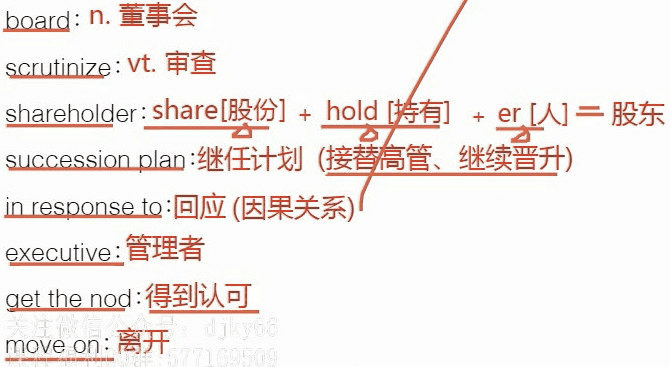 board: n. 董事会
scrutinize: vt. 审查
shareholder: share[股份] + hold [持有] + er [人] = 股东
succession plan:继任计划 (接替高管、继续晋升)
in response to:回应 (因果关系)
executive:管理者
get the nod:得到认可
关注微信公众号: djky66
move on:离开
:577169509